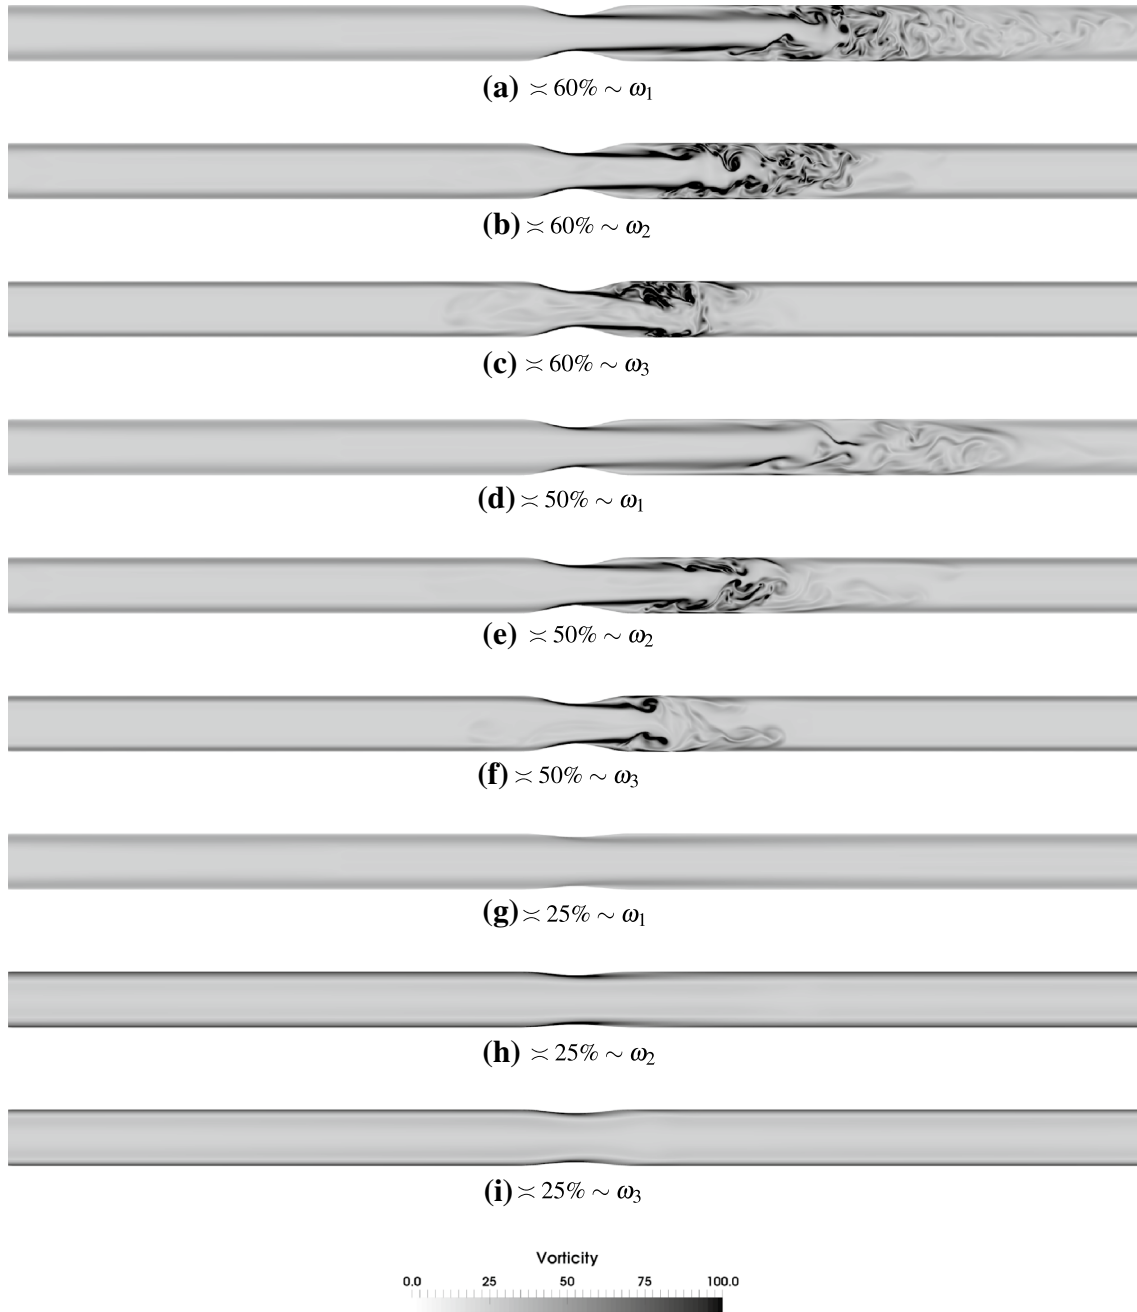 (a) ≍ 60% ∼ ω₁
(b) ≍ 60% ∼ ω₂
(c) ≍ 60% ∼ ω₃
(d) ≍ 50% ∼ ω₁
(e) ≍ 50% ∼ ω₂
(f) ≍ 50% ∼ ω₃
(g) ≍ 25% ∼ ω₁
(h) ≍ 25% ∼ ω₂
(i) ≍ 25% ∼ ω₃
Vorticity
0.0 25 50 75 100.0